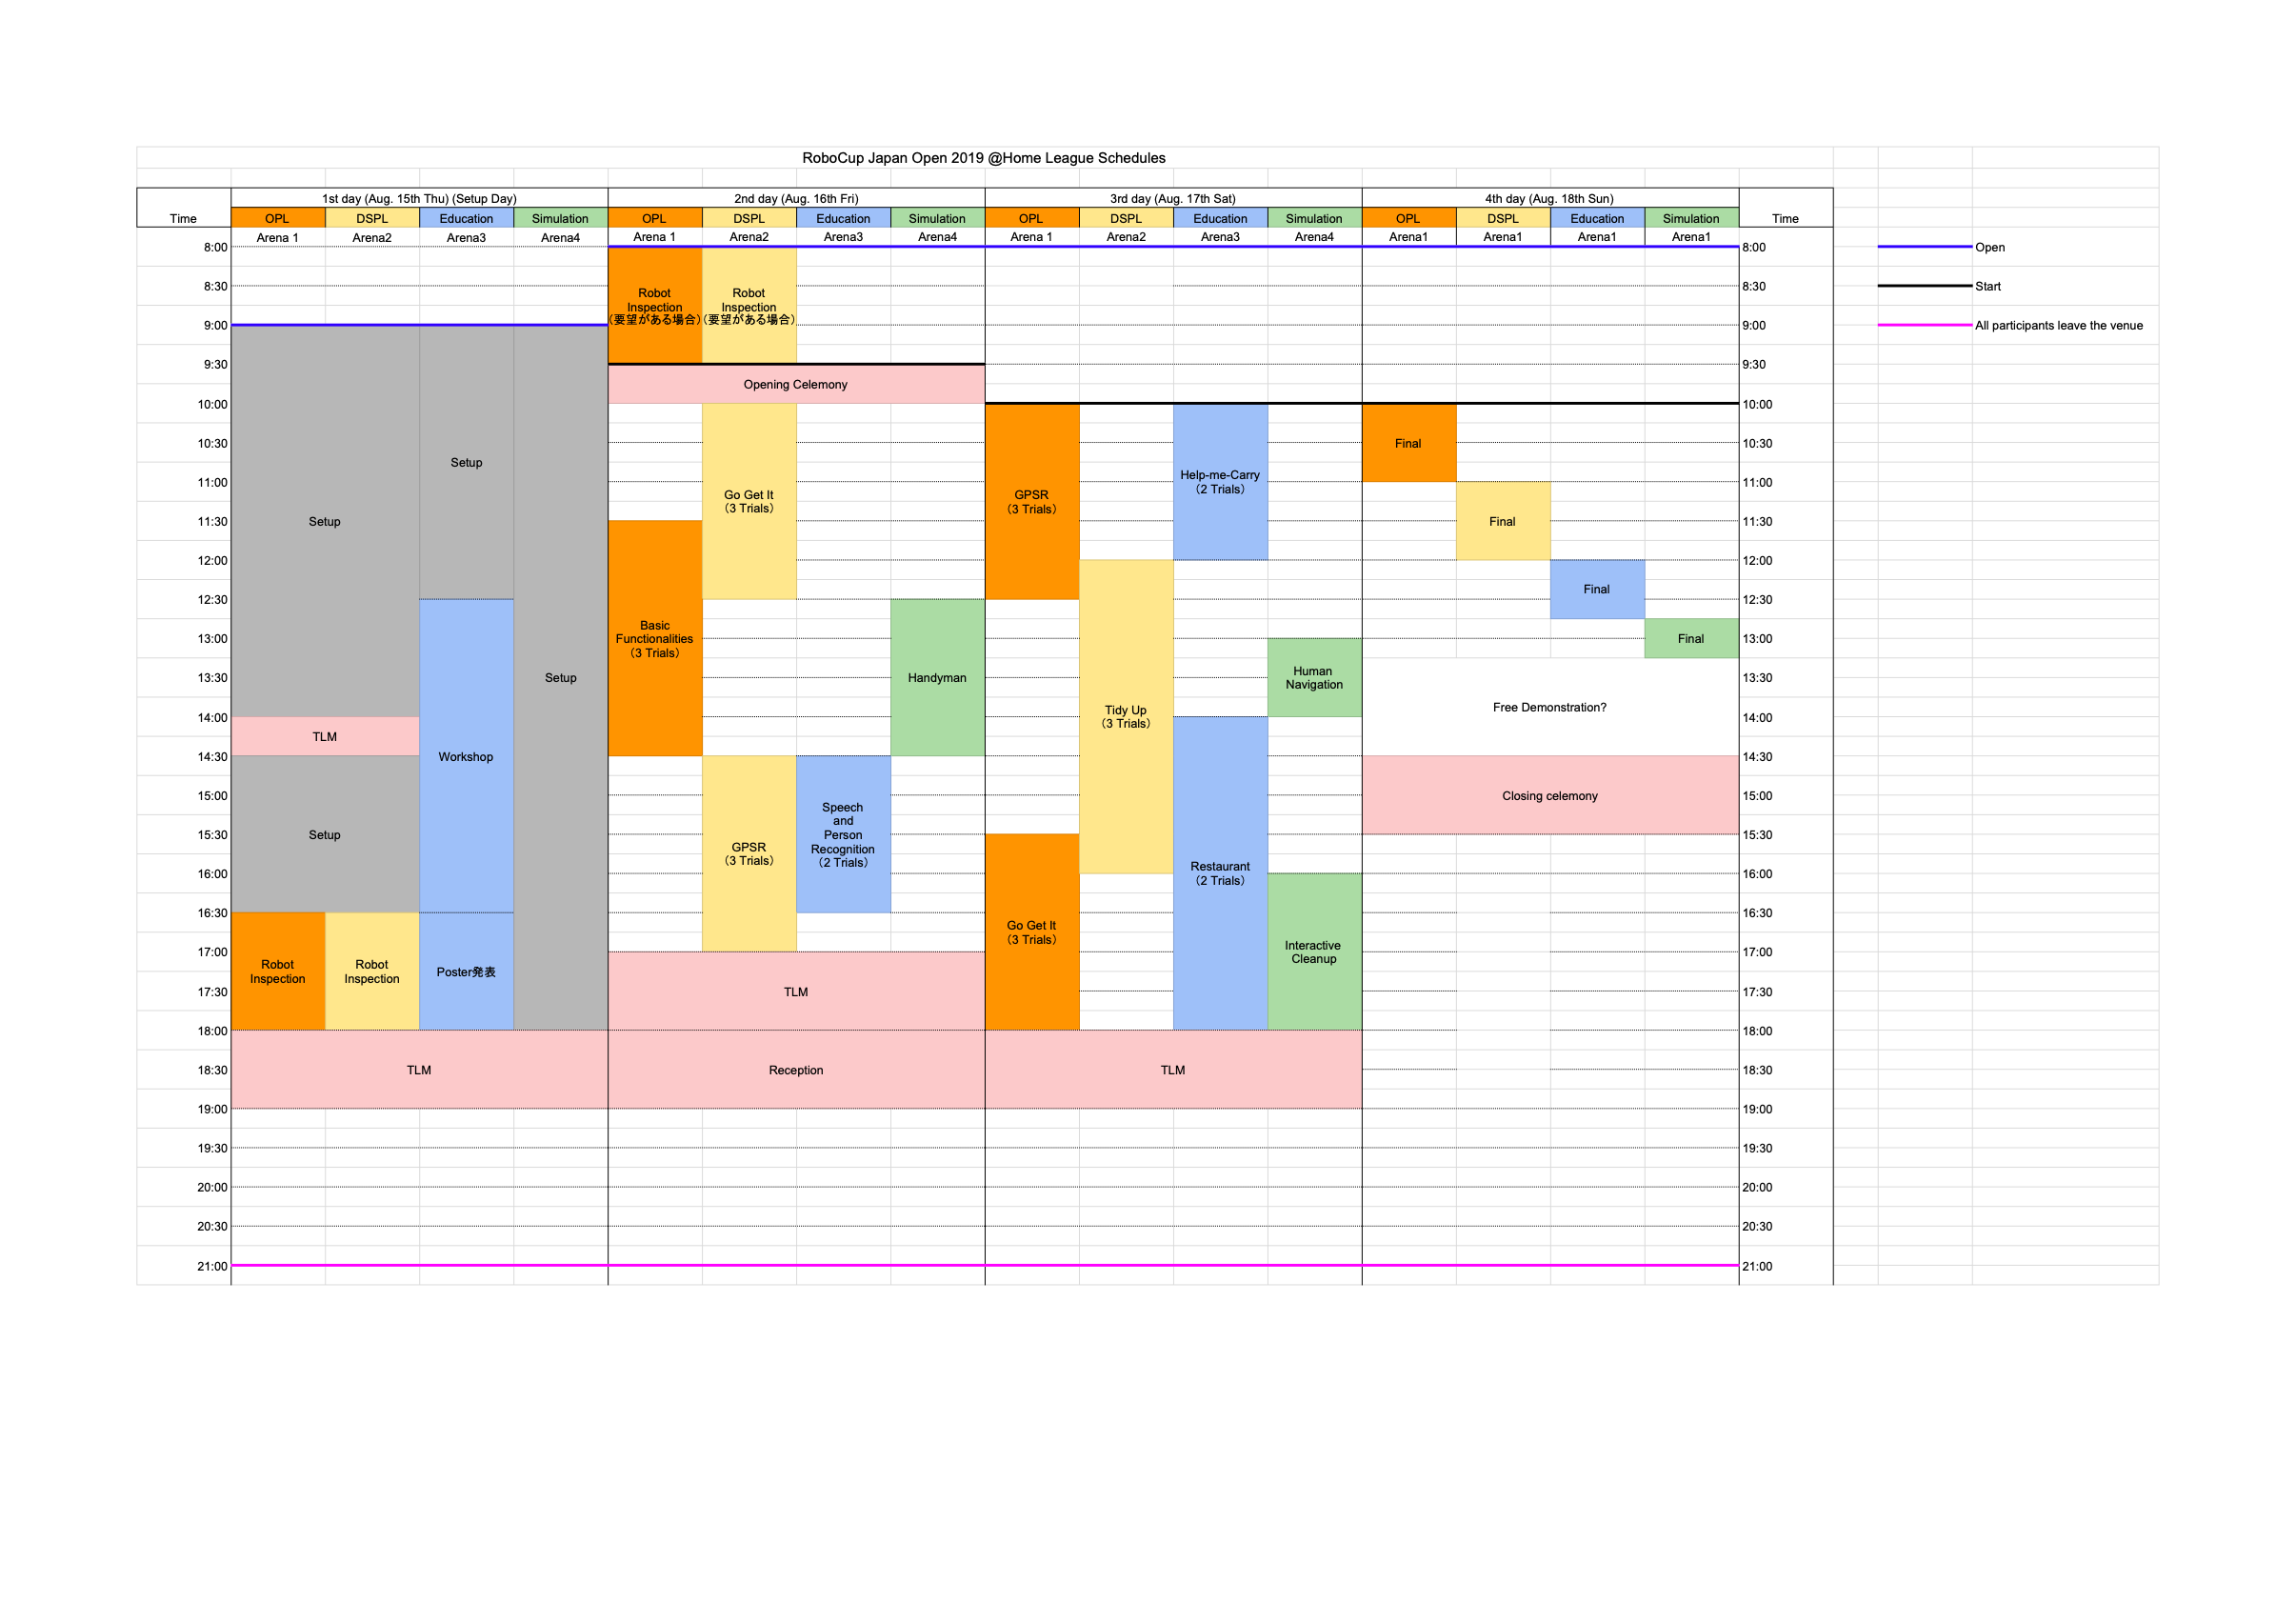 RoboCup Japan Open 2019 @Home League Schedules
Time
1st day (Aug. 15th Thu) (Setup Day)
2nd day (Aug. 16th Fri)
3rd day (Aug. 17th Sat)
4th day (Aug. 18th Sun)
Time
OPL DSPL Education Simulation OPL DSPL Education Simulation OPL DSPL Education Simulation OPL DSPL Education Simulation
Arena 1 Arena2 Arena3 Arena4 Arena 1 Arena2 Arena3 Arena4 Arena 1 Arena2 Arena3 Arena4 Arena1 Arena1 Arena1 Arena1
8:00 8:00 Open
8:30 8:30 Start
Robot
Inspection
（要望がある場合）
Robot
Inspection
（要望がある場合）
9:00 9:00 All participants leave the venue
9:30 9:30
Opening Celemony
10:00 10:00
10:30 Final 10:30
Setup
Help-me-Carry
（2 Trials）
11:00 11:00
Go Get It
（3 Trials）
GPSR
（3 Trials）
11:30 Setup Final 11:30
12:00 12:00
Final
12:30 12:30
Basic
Functionalities
（3 Trials）
13:00 Final 13:00
13:30 Setup Handyman 13:30
Human
Navigation
Tidy Up
（3 Trials）
Free Demonstration?
14:00 14:00
TLM
14:30 14:30
Workshop
15:00 Closing celemony 15:00
Speech
and
Person
Recognition
（2 Trials）
15:30 Setup 15:30
GPSR
（3 Trials）
Restaurant
（2 Trials）
16:00 16:00
16:30 16:30
Go Get It
（3 Trials）
17:00 17:00
Interactive
Cleanup
Robot
Inspection
Robot
Inspection
Poster発表
TLM
17:30 17:30
18:00 18:00
18:30 TLM Reception TLM 18:30
19:00 19:00
19:30 19:30
20:00 20:00
20:30 20:30
21:00 21:00